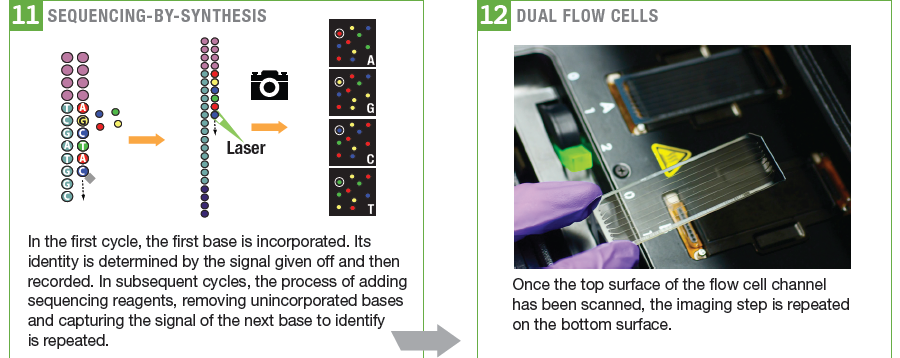 11 SEQUENCING-BY-SYNTHESIS
T A
C G
G C
A T
T A
G C
G
C
Laser
A
G
C
T
In the first cycle, the first base is incorporated. Its
identity is determined by the signal given off and then
recorded. In subsequent cycles, the process of adding
sequencing reagents, removing unincorporated bases
and capturing the signal of the next base to identify
is repeated.
12 DUAL FLOW CELLS
A
1
2
Once the top surface of the flow cell channel
has been scanned, the imaging step is repeated
on the bottom surface.